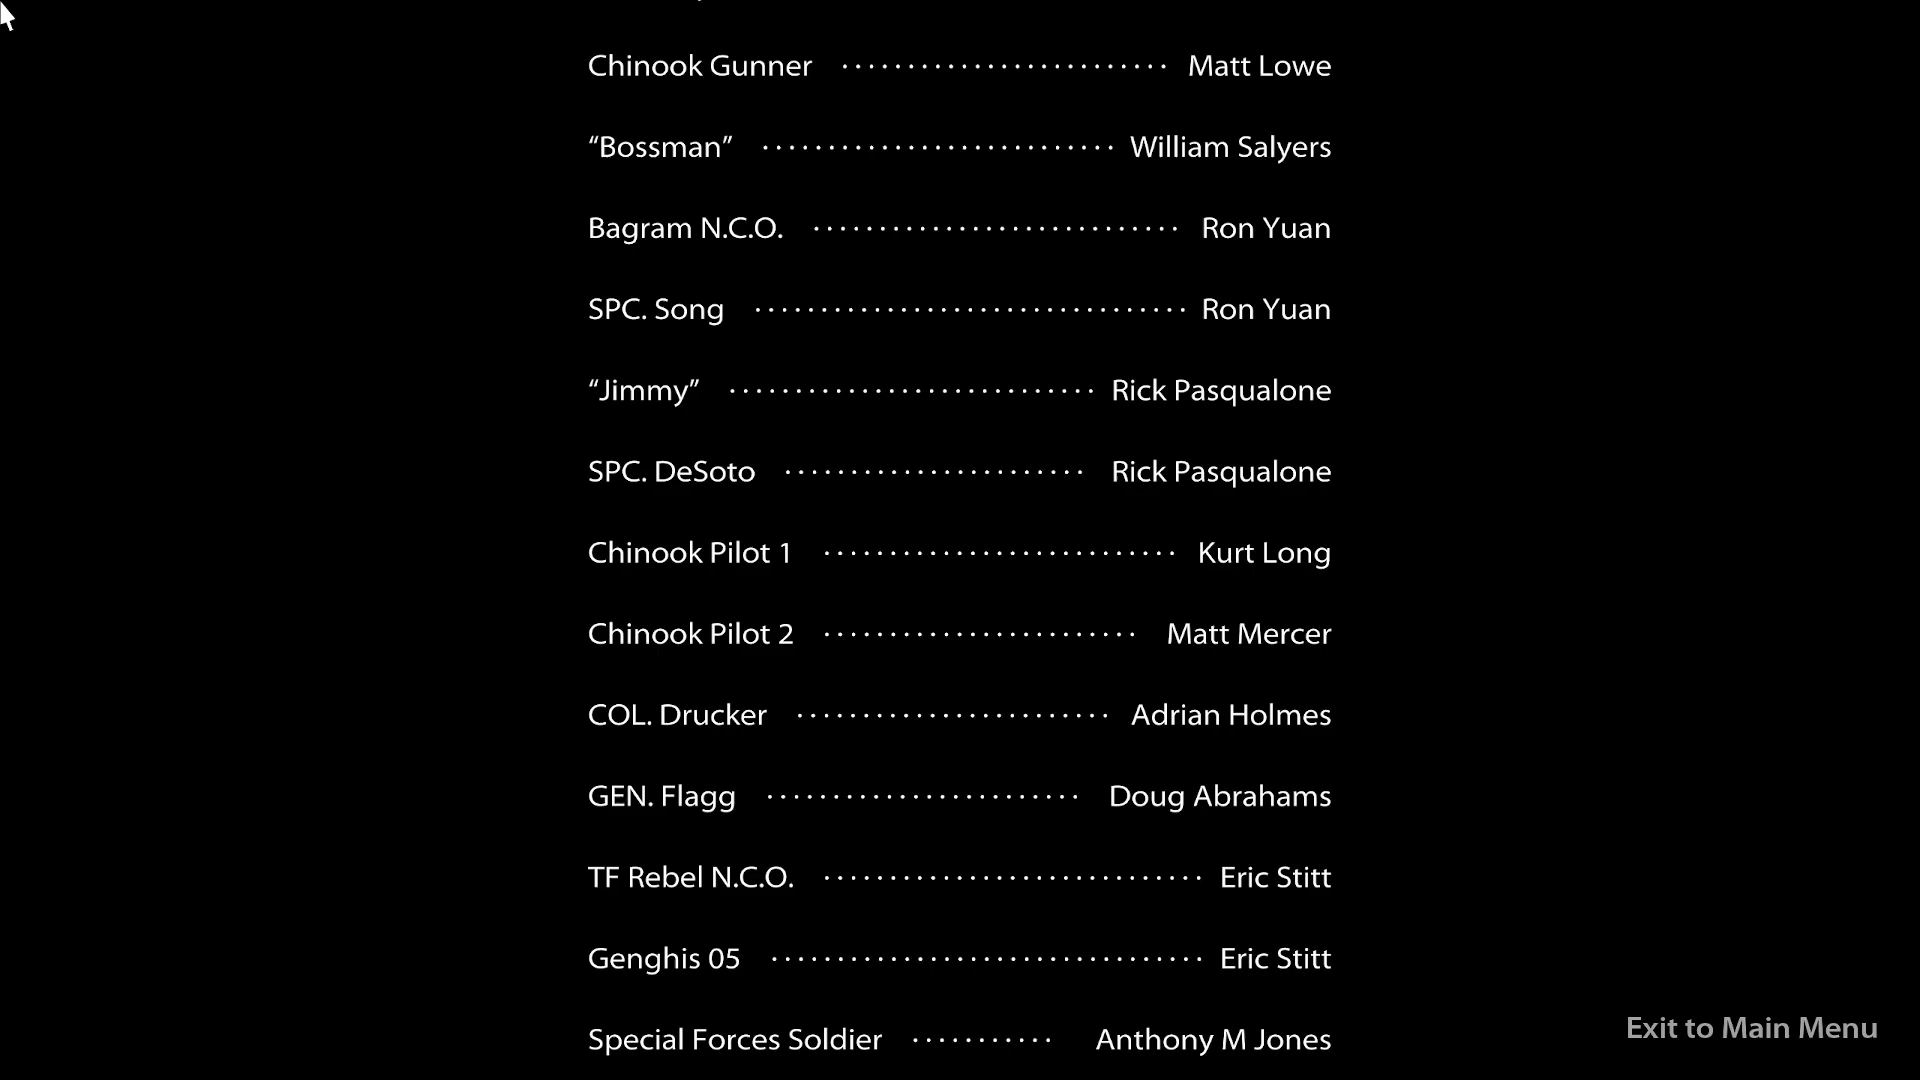 Chinook Gunner ························· Matt Lowe
“Bossman” ··························· William Salyers
Bagram N.C.O. ···························· Ron Yuan
SPC. Song ································· Ron Yuan
“Jimmy” ···························· Rick Pasqualone
SPC. DeSoto ······················· Rick Pasqualone
Chinook Pilot 1 ··························· Kurt Long
Chinook Pilot 2 ························ Matt Mercer
COL. Drucker ························ Adrian Holmes
GEN. Flagg ························ Doug Abrahams
TF Rebel N.C.O. ····························· Eric Stitt
Genghis 05 ································· Eric Stitt
Special Forces Soldier ··········· Anthony M Jones
Exit to Main Menu